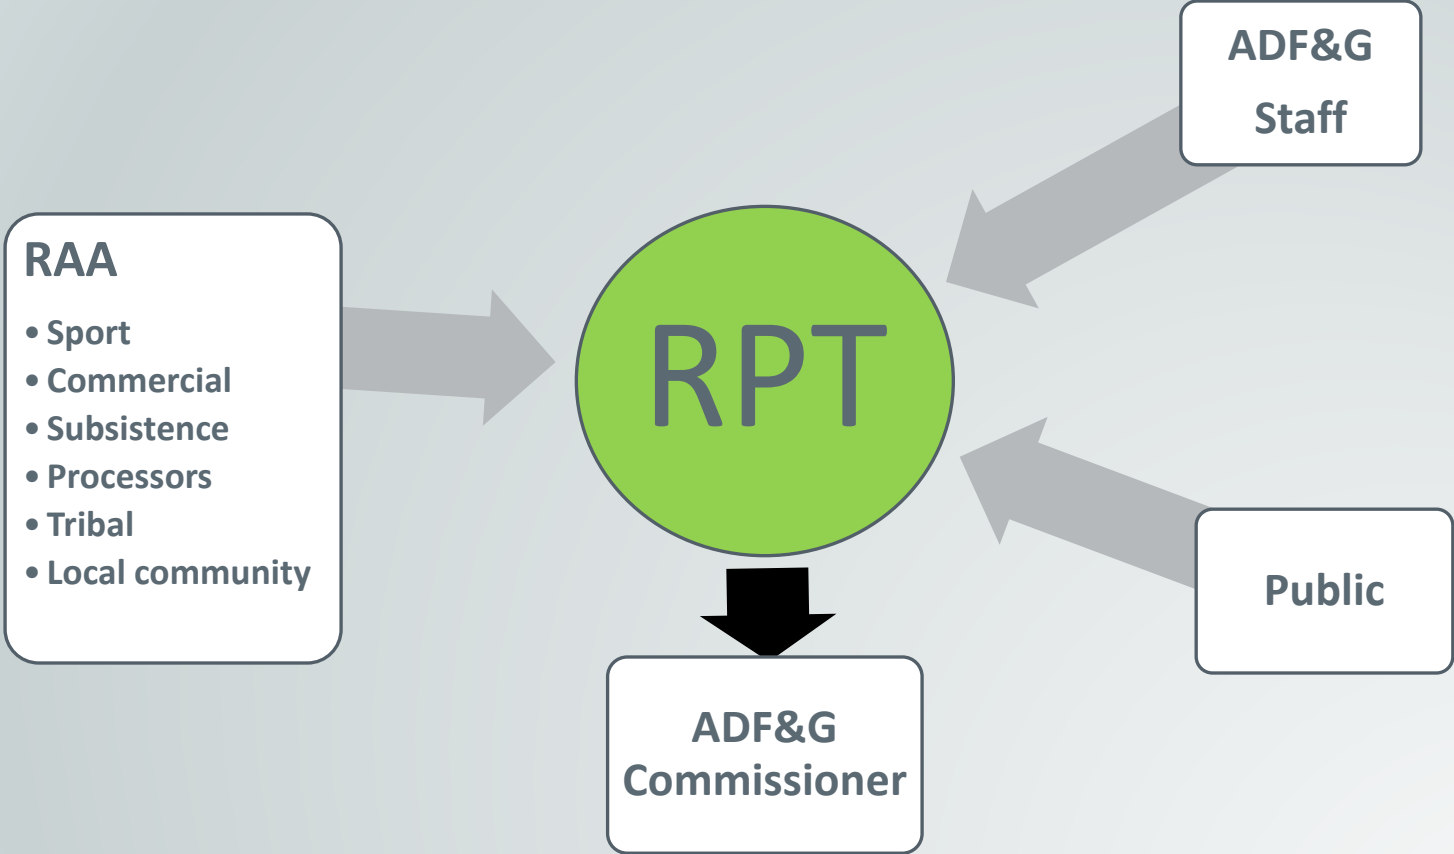 ADF&G
Staff
RAA
• Sport
• Commercial
• Subsistence
• Processors
• Tribal
• Local community
RPT
Public
ADF&G
Commissioner